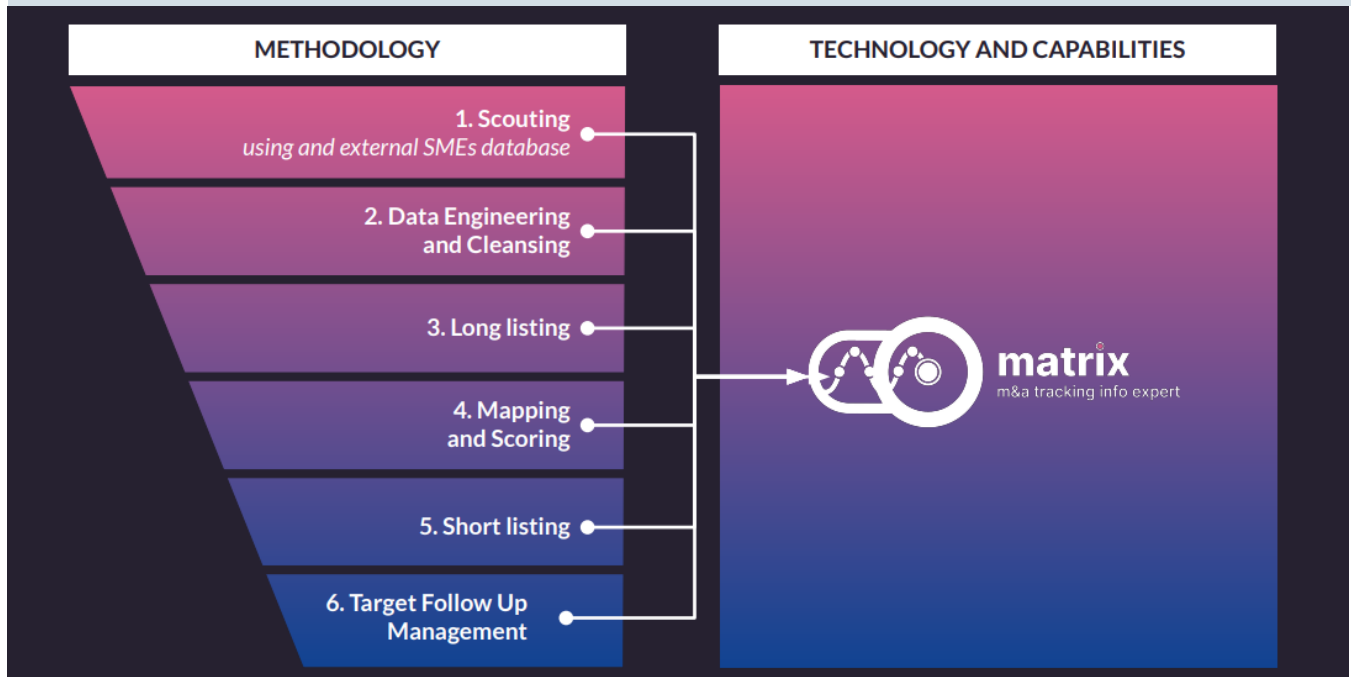 METHODOLOGY
TECHNOLOGY AND CAPABILITIES
1. Scouting
using and external SMEs database
2. Data Engineering
and Cleansing
3. Long listing
4. Mapping
and Scoring
5. Short listing
6. Target Follow Up
Management
matrix
m&a tracking info expert